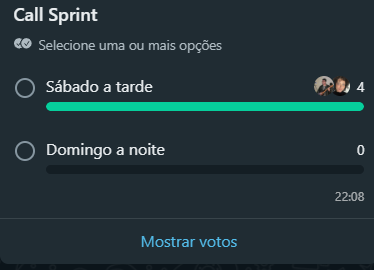 Call Sprint
Selecione uma ou mais opções
Sábado a tarde 4
Domingo a noite 0
22:08
Mostrar votos